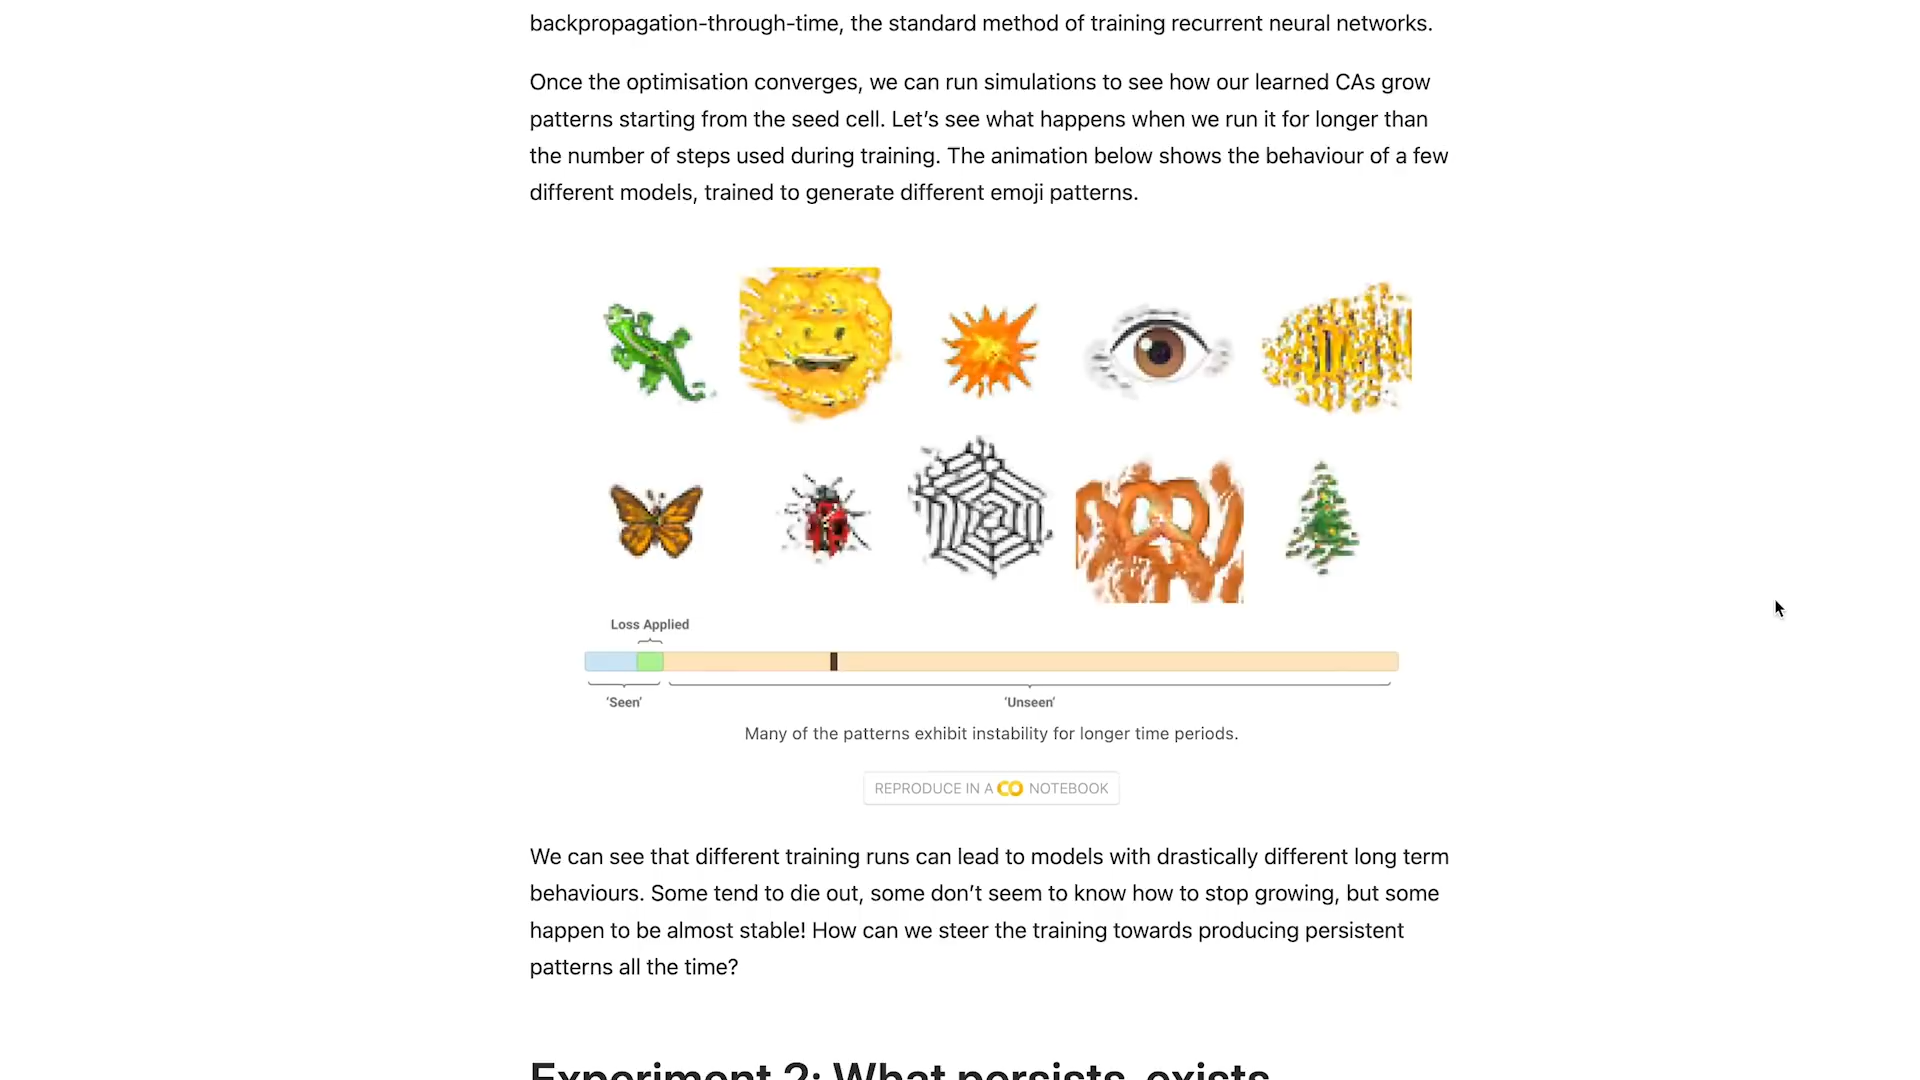 backpropagation-through-time, the standard method of training recurrent neural networks.
Once the optimisation converges, we can run simulations to see how our learned CAs grow
patterns starting from the seed cell. Let’s see what happens when we run it for longer than
the number of steps used during training. The animation below shows the behaviour of a few
different models, trained to generate different emoji patterns.
Loss Applied
‘Seen’
‘Unseen’
Many of the patterns exhibit instability for longer time periods.
REPRODUCE IN A CO NOTEBOOK
We can see that different training runs can lead to models with drastically different long term
behaviours. Some tend to die out, some don’t seem to know how to stop growing, but some
happen to be almost stable! How can we steer the training towards producing persistent
patterns all the time?
Experiment 2: What persists, exists